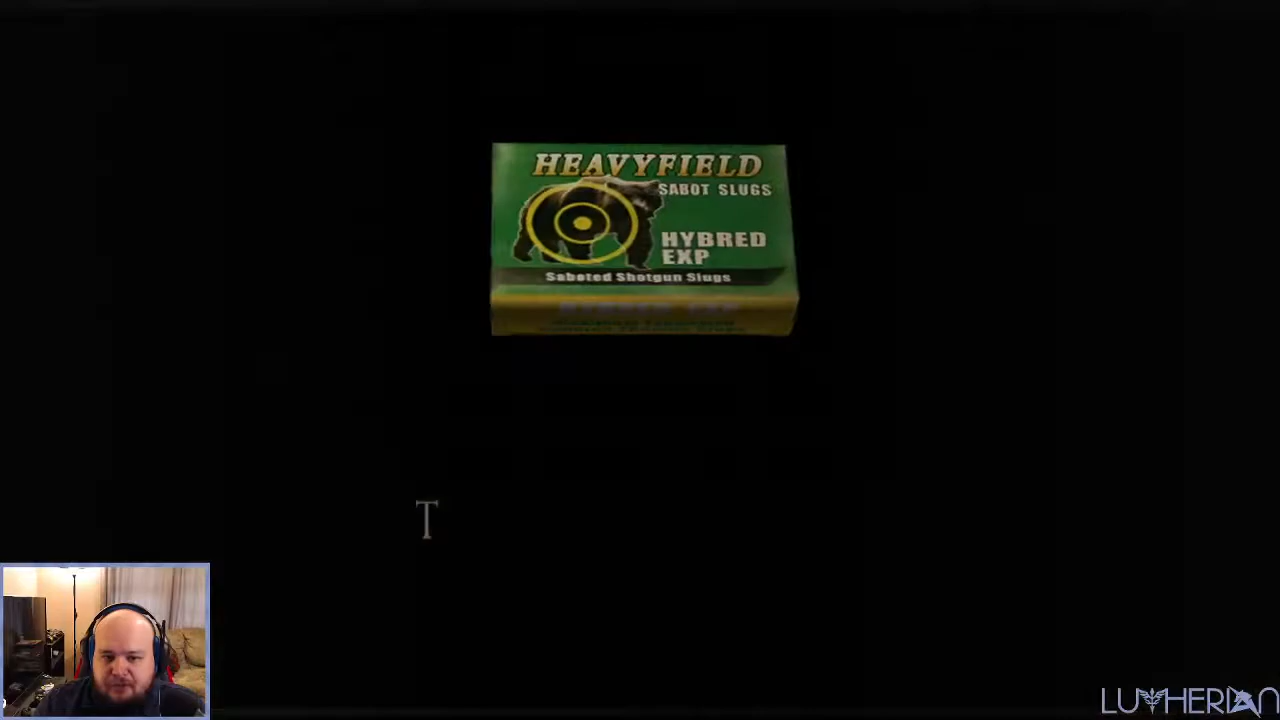 HEAVYFIELD
SABOT SLUGS
HYBRED
EXP
Saboted Shotgun Slugs
T
LUTHERIAN